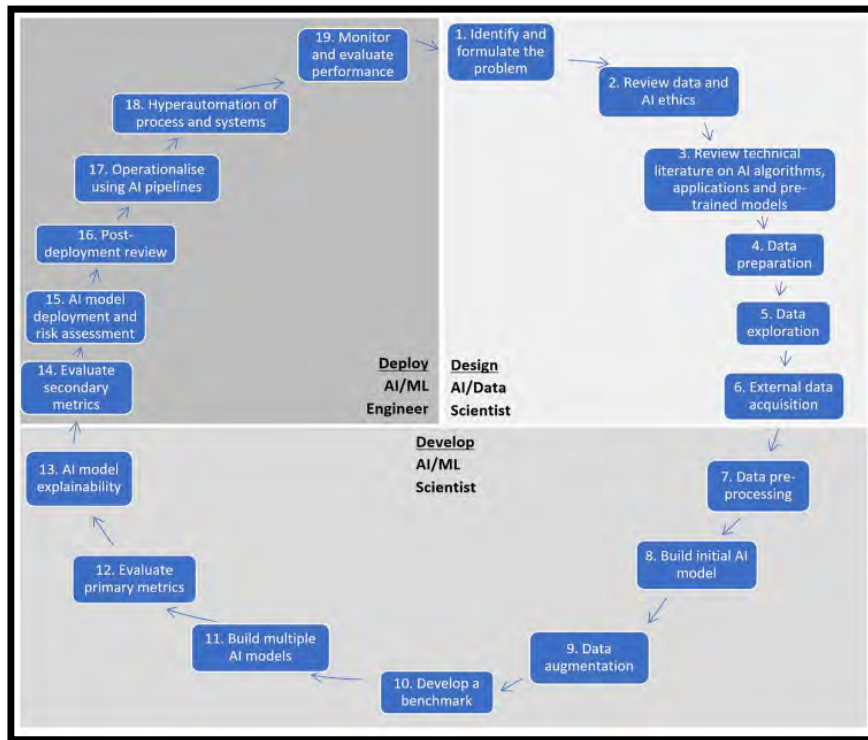 19. Monitor
and evaluate
performance
1. Identify and
formulate the
problem
2. Review data and
AI ethics
3. Review technical
literature on AI algorithms,
applications and pre-
trained models
4. Data
preparation
5. Data
exploration
6. External data
acquisition
7. Data pre-
processing
8. Build initial AI
model
9. Data
augmentation
10. Develop a
benchmark
11. Build multiple
AI models
12. Evaluate
primary metrics
13. AI model
explainability
14. Evaluate
secondary
metrics
15. AI model
deployment and
risk assessment
16. Post-
deployment review
17. Operationalise
using AI pipelines
18. Hyperautomation of
process and systems
Deploy
AI/ML
Engineer
Design
AI/Data
Scientist
Develop
AI/ML
Scientist